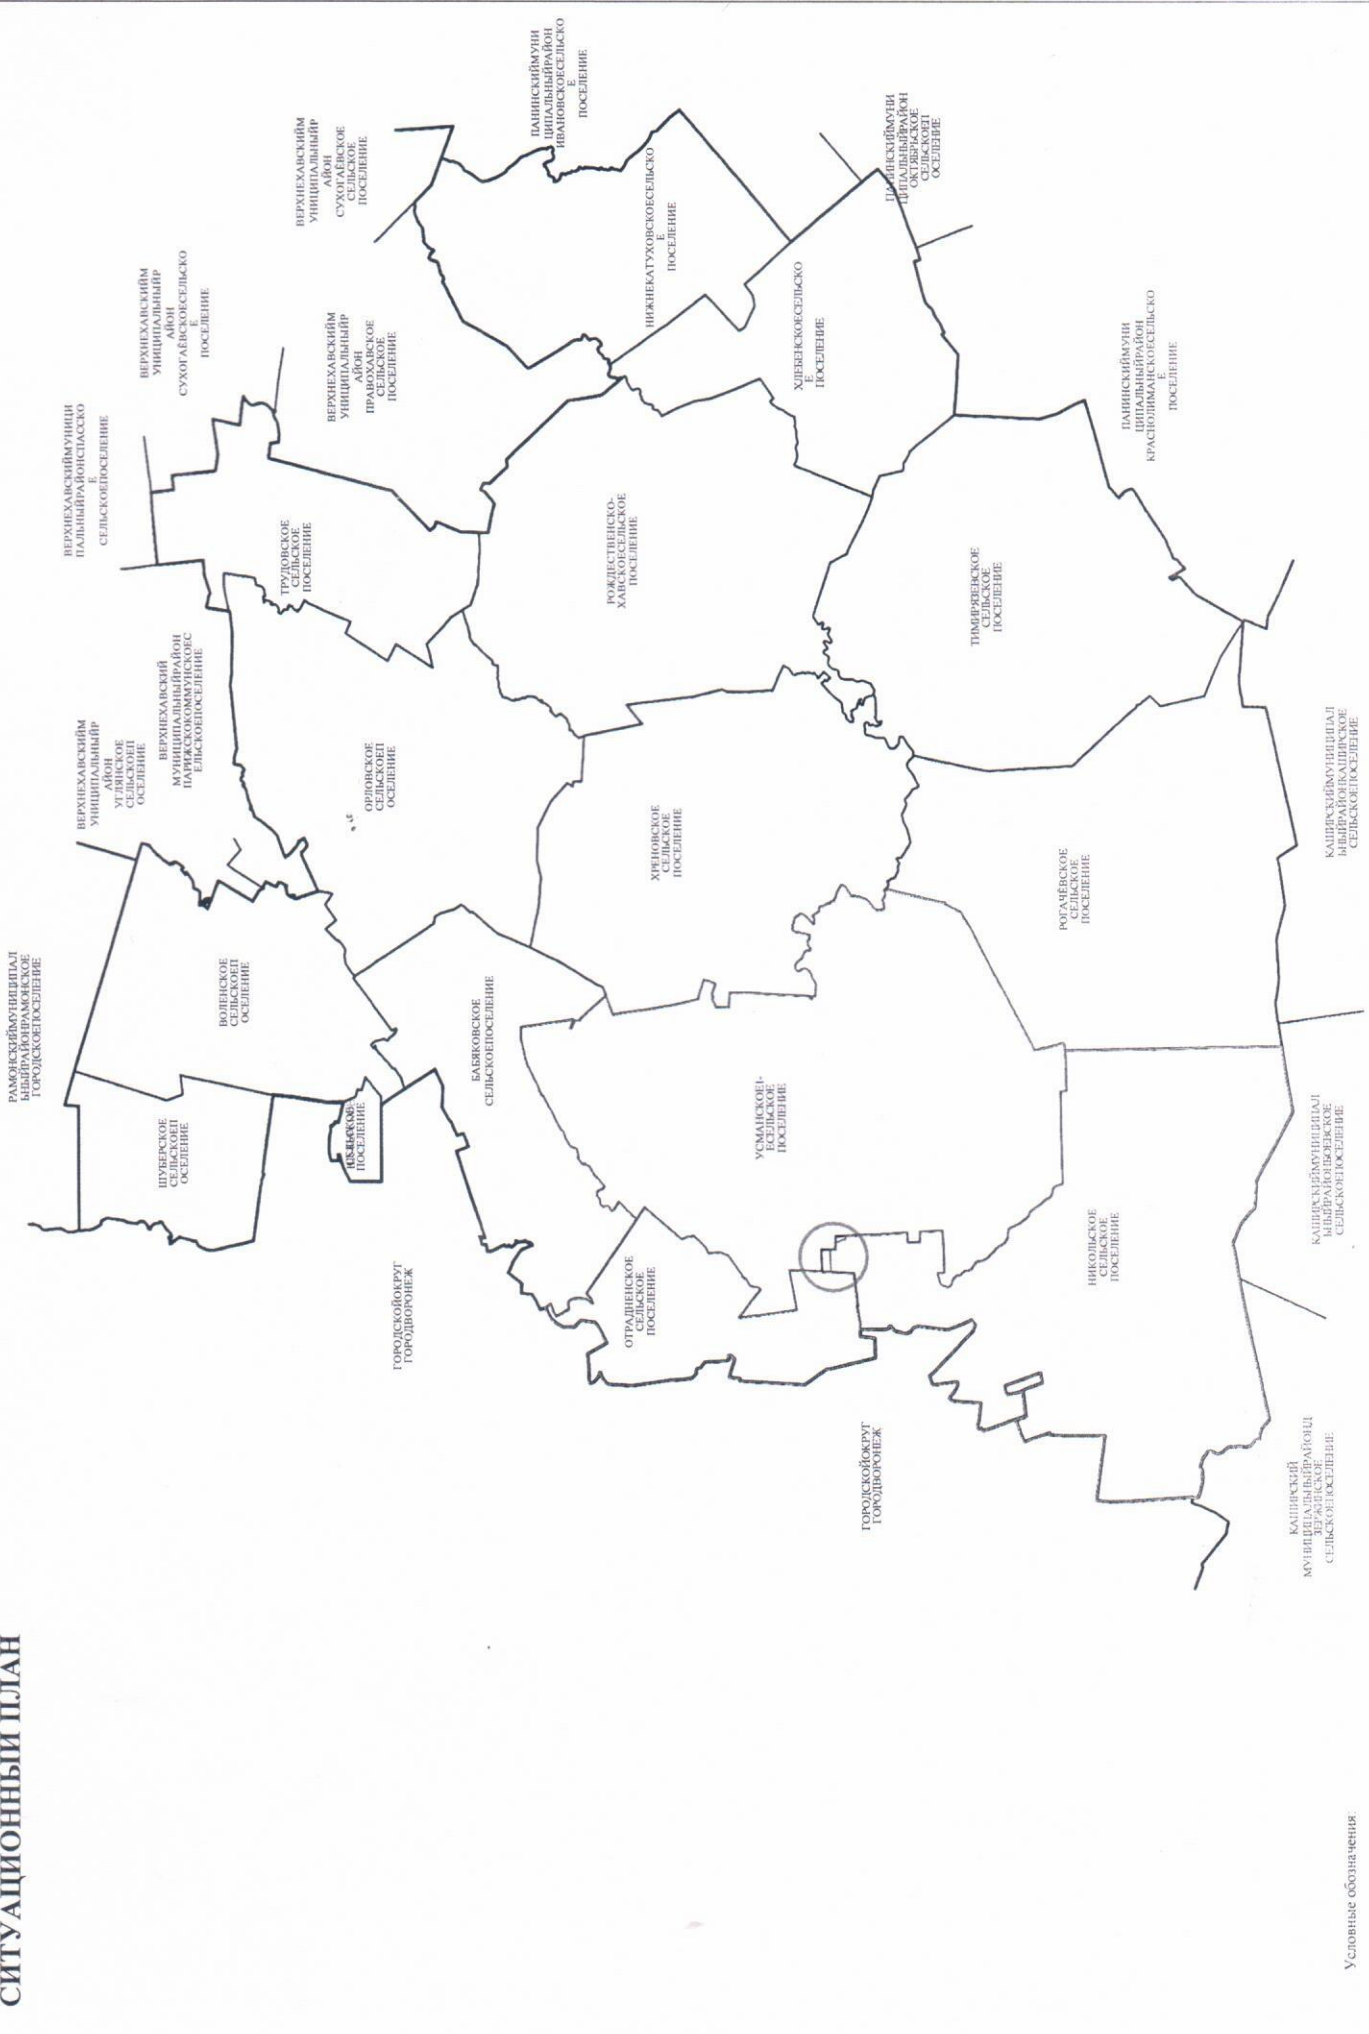 СИТУАЦИОННЫЙ ПЛАН
РАМОНСКИЙМУНИЦИПАЛ
ЬНЫЙРАЙОНРАМОНСКОЕ
ГОРОДСКОЕПОСЕЛЕНИЕ
ВЕРХНЕХАВСКИЙМ
УНИЦИПАЛЬНЫЙР
АЙОН
УГЛЯНСКОЕ
СЕЛЬСКОЕП
ОСЕЛЕНИЕ
ВЕРХНЕХАВСКИЙ
МУНИЦИПАЛЬНЫЙРАЙОН
ПАРИЖСКОКОММУНСКОЕС
ЕЛЬСКОЕПОСЕЛЕНИЕ
ВЕРХНЕХАВСКИЙМУНИЦИ
ПАЛЬНЫЙРАЙОНСПАССКО
Е
СЕЛЬСКОЕПОСЕЛЕНИЕ
ВЕРХНЕХАВСКИЙМ
УНИЦИПАЛЬНЫЙР
АЙОН
СУХОГАЁВСКОЕСЕЛЬСКО
Е
ПОСЕЛЕНИЕ
ВЕРХНЕХАВСКИЙМ
УНИЦИПАЛЬНЫЙР
АЙОН
СУХОГАЁВСКОЕ
СЕЛЬСКОЕ
ПОСЕЛЕНИЕ
ВЕРХНЕХАВСКИЙМ
УНИЦИПАЛЬНЫЙР
АЙОН
ПРАВОХАВСКОЕ
СЕЛЬСКОЕ
ПОСЕЛЕНИЕ
ПАНИНСКИЙМУНИ
ЦИПАЛЬНЫЙРАЙОН
ИВАНОВСКОЕСЕЛЬСКО
Е
ПОСЕЛЕНИЕ
ШУБЕРСКОЕ
СЕЛЬСКОЕП
ОСЕЛЕНИЕ
ВОЛЕНСКОЕ
СЕЛЬСКОЕП
ОСЕЛЕНИЕ
ТРУДОВСКОЕ
СЕЛЬСКОЕ
ПОСЕЛЕНИЕ
ПОСЕЛЕНИЕ
ОРЛОВСКОЕ
СЕЛЬСКОЕП
ОСЕЛЕНИЕ
ГОРОДСКОЙОКРУГ
ГОРОДВОРОНЕЖ
БАБЯКОВСКОЕ
СЕЛЬСКОЕПОСЕЛЕНИЕ
РОЖДЕСТВЕНСКО-
ХАВСКОЕСЕЛЬСКОЕ
ПОСЕЛЕНИЕ
НИЖНЕКАТУХОВСКОЕСЕЛЬСКО
Е
ПОСЕЛЕНИЕ
ОТРАДНЕНСКОЕ
СЕЛЬСКОЕ
ПОСЕЛЕНИЕ
ХРЕНОВСКОЕ
СЕЛЬСКОЕ
ПОСЕЛЕНИЕ
УСМАНСКОЕ1-
ЕСЕЛЬСКОЕ
ПОСЕЛЕНИЕ
ХЛЕБЕНСКОЕСЕЛЬСКО
Е
ПОСЕЛЕНИЕ
ПАНИНСКИЙМУНИ
ЦИПАЛЬНЫЙРАЙОН
ОКТЯБРЬСКОЕ
СЕЛЬСКОЕП
ОСЕЛЕНИЕ
ГОРОДСКОЙОКРУГ
ГОРОДВОРОНЕЖ
ТИМИРЯЗЕВСКОЕ
СЕЛЬСКОЕ
ПОСЕЛЕНИЕ
РОГАЧЁВСКОЕ
СЕЛЬСКОЕ
ПОСЕЛЕНИЕ
НИКОЛЬСКОЕ
СЕЛЬСКОЕ
ПОСЕЛЕНИЕ
ПАНИНСКИЙМУНИ
ЦИПАЛЬНЫЙРАЙОН
КРАСНОЛИМАНСКОЕСЕЛЬСКО
Е
ПОСЕЛЕНИЕ
КАШИРСКИЙ
МУНИЦИПАЛЬНЫЙРАЙОНД
ЗЕРЖИНСКОЕ
СЕЛЬСКОЕПОСЕЛЕНИЕ
КАШИРСКИЙМУНИЦИПАЛ
ЬНЫЙРАЙОНБОЕВСКОЕ
СЕЛЬСКОЕПОСЕЛЕНИЕ
КАШИРСКИЙМУНИЦИПАЛ
ЬНЫЙРАЙОНКАШИРСКОЕ
СЕЛЬСКОЕПОСЕЛЕНИЕ
Условные обозначения: